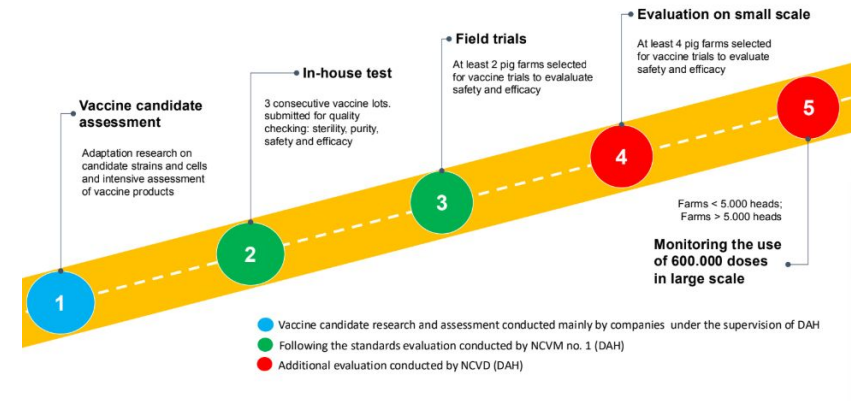 Vaccine candidate
assessment
Adaptation research on
candidate strains and cells
and intensive assessment
of vaccine products
1
In-house test
3 consecutive vaccine lots.
submitted for quality
checking: sterility, purity,
safety and efficacy
2
Field trials
At least 2 pig farms selected
for vaccine trials to evalaluate
safety and efficacy
3
Evaluation on small scale
At least 4 pig farms selected
for vaccine trials to evaluate
safety and efficacy
4
5
Farms < 5.000 heads;
Farms > 5.000 heads
Monitoring the use
of 600.000 doses
in large scale
Vaccine candidate research and assessment conducted mainly by companies under the supervision of DAH
Following the standards evaluation conducted by NCVM no. 1 (DAH)
Additional evaluation conducted by NCVD (DAH)